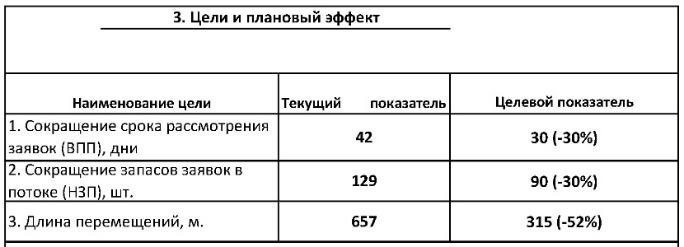 3. Цели и плановый эффект
Наименование цели Текущий показатель Целевой показатель
1. Сокращение срока рассмотрения
заявок (ВПП), дни 42 30 (-30%)
2. Сокращение запасов заявок в
потоке (НЗП), шт. 129 90 (-30%)
3. Длина перемещений, м. 657 315 (-52%)